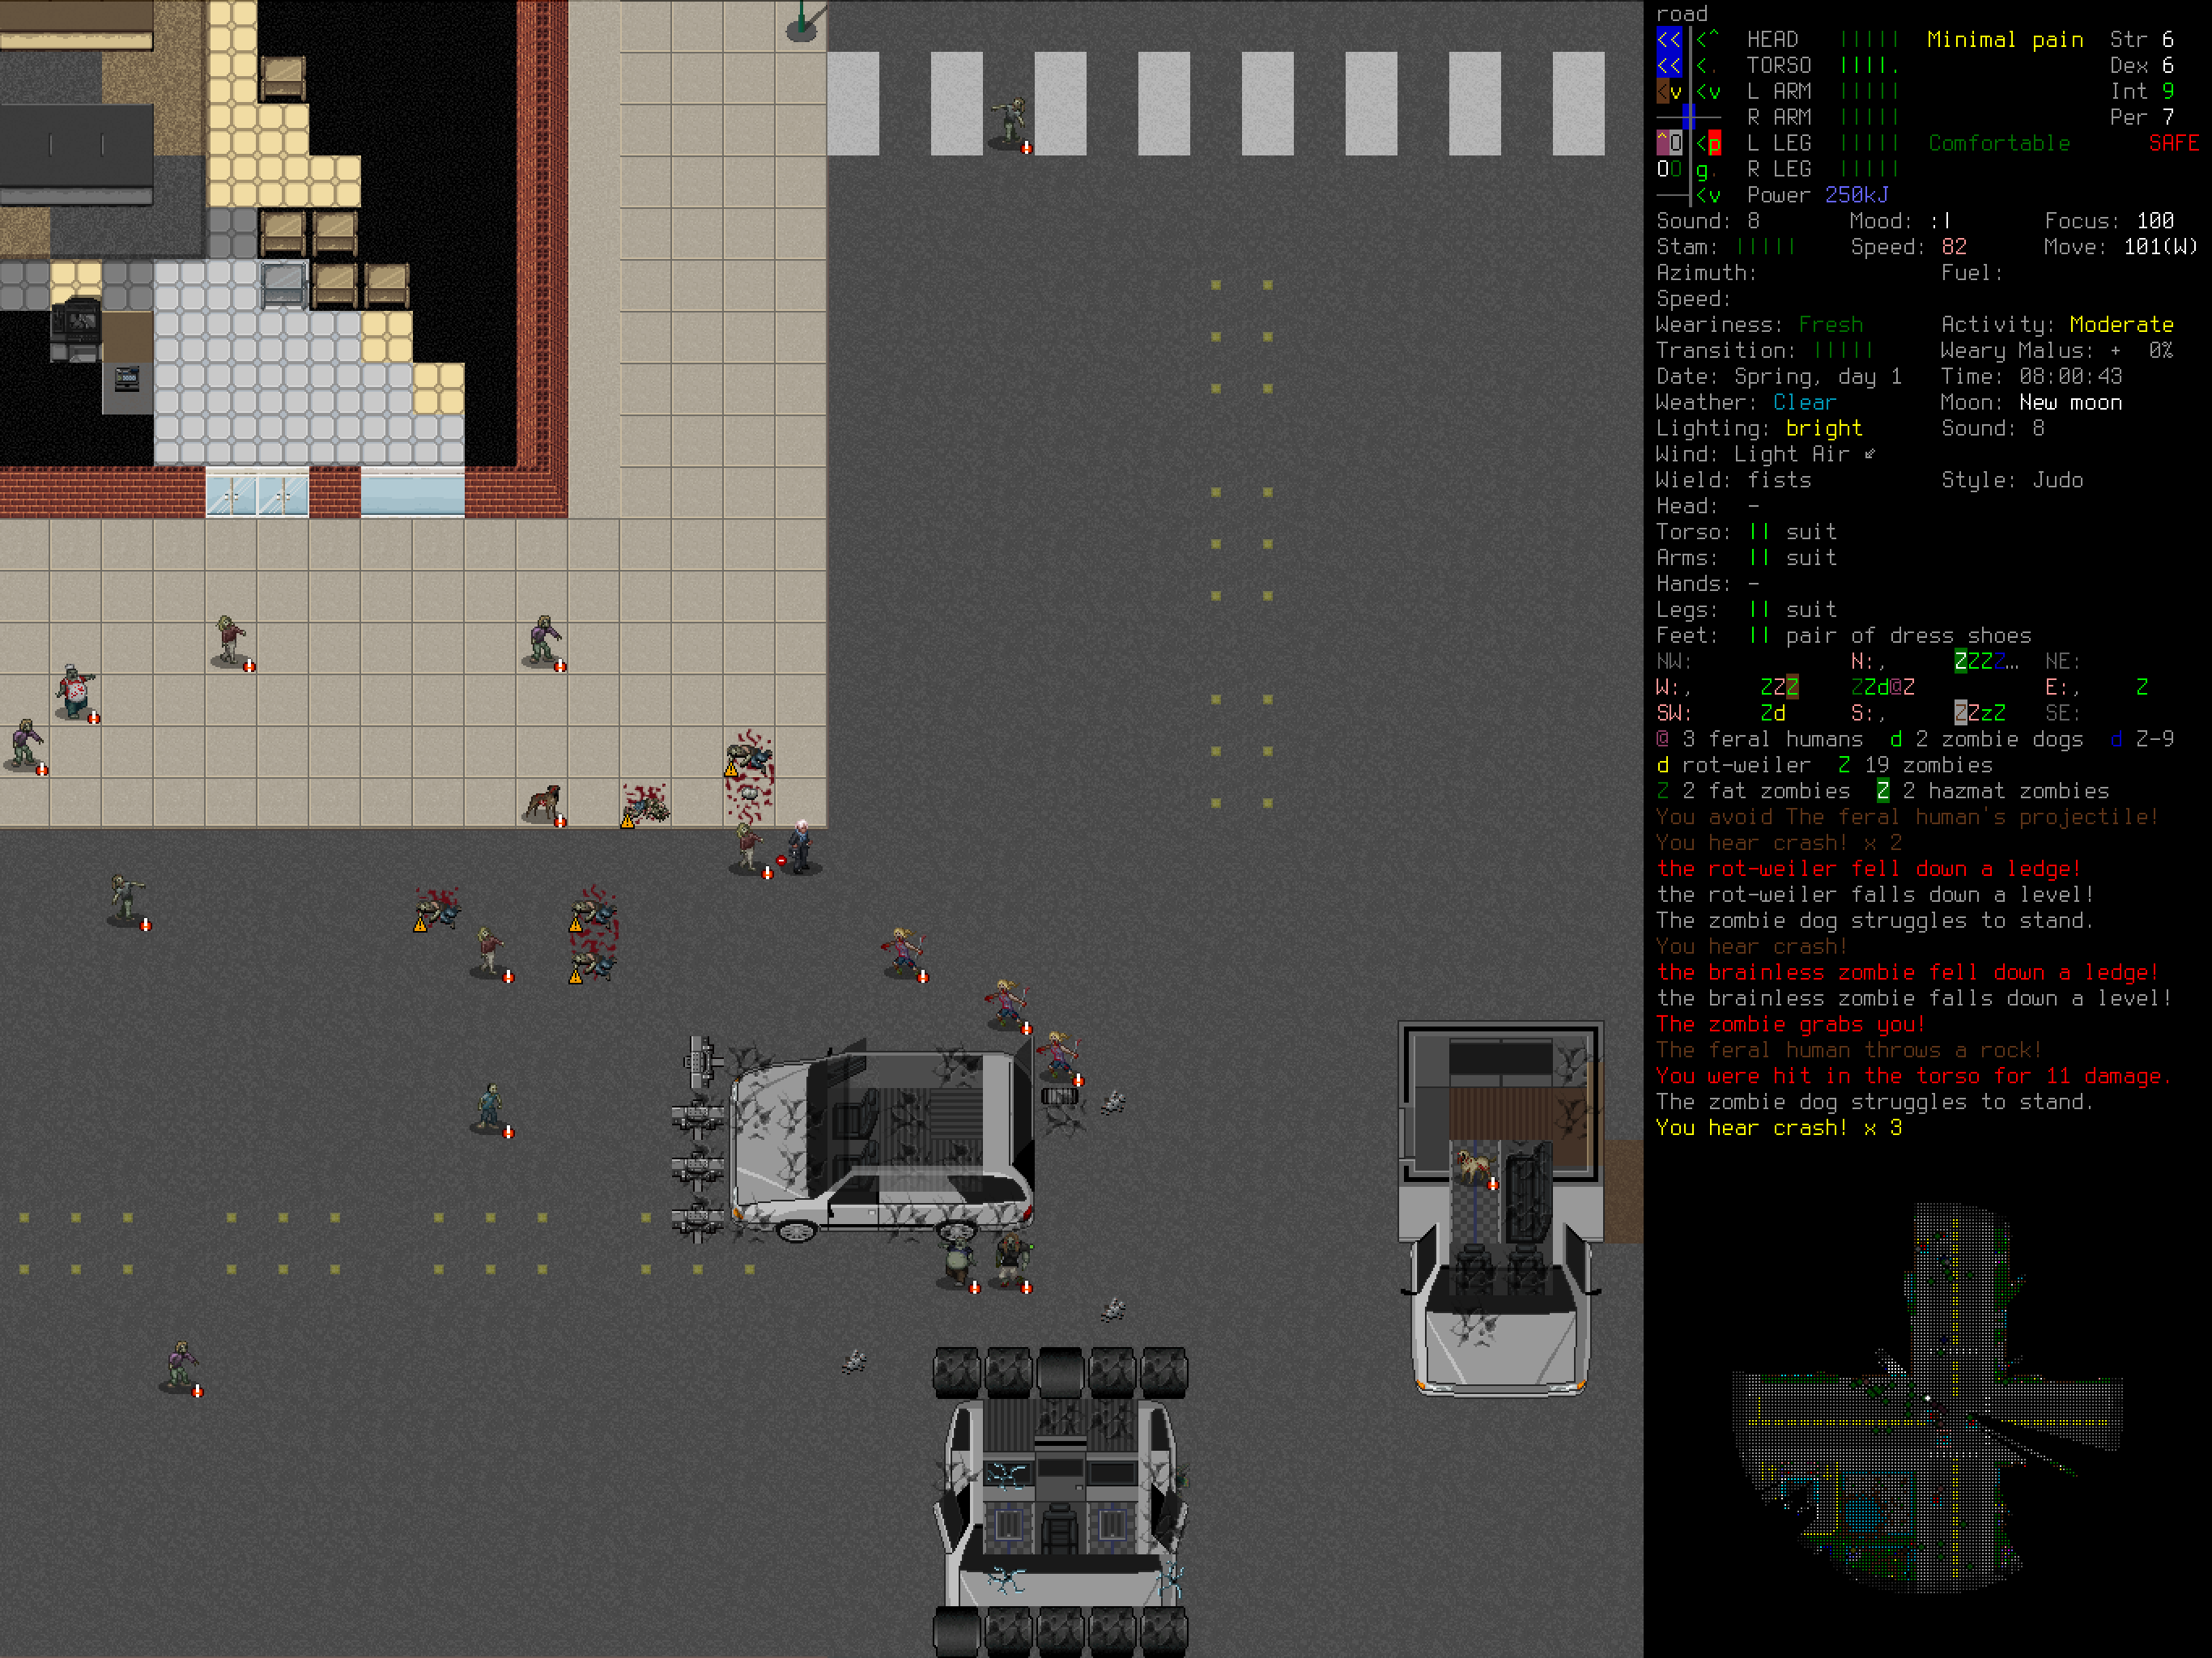 road
<< <^ HEAD ||||| Minimal pain Str 6
<< <. TORSO ||||. Dex 6
<v <v L ARM ||||| Int 9
R ARM ||||| Per 7
^0 <p L LEG ||||| Comfortable SAFE
00 g. R LEG |||||
<v Power 250kJ
Sound: 8 Mood: :| Focus: 100
Stam: ||||| Speed: 82 Move: 101(W)
Azimuth: Fuel:
Speed:
Weariness: Fresh Activity: Moderate
Transition: ||||| Weary Malus: + 0%
Date: Spring, day 1 Time: 08:00:43
Weather: Clear Moon: New moon
Lighting: bright Sound: 8
Wind: Light Air ⇙
Wield: fists Style: Judo
Head: -
Torso: || suit
Arms: || suit
Hands: -
Legs: || suit
Feet: || pair of dress shoes
NW: N:, ZZZZ… NE:
W:, ZZZ ZZd@Z E:, Z
SW: Zd S:, ZZzZ SE:
@ 3 feral humans d 2 zombie dogs d Z-9
d rot-weiler Z 19 zombies
Z 2 fat zombies Z 2 hazmat zombies
You avoid The feral human's projectile!
You hear crash! x 2
the rot-weiler fell down a ledge!
the rot-weiler falls down a level!
The zombie dog struggles to stand.
You hear crash!
the brainless zombie fell down a ledge!
the brainless zombie falls down a level!
The zombie grabs you!
The feral human throws a rock!
You were hit in the torso for 11 damage.
The zombie dog struggles to stand.
You hear crash! x 3